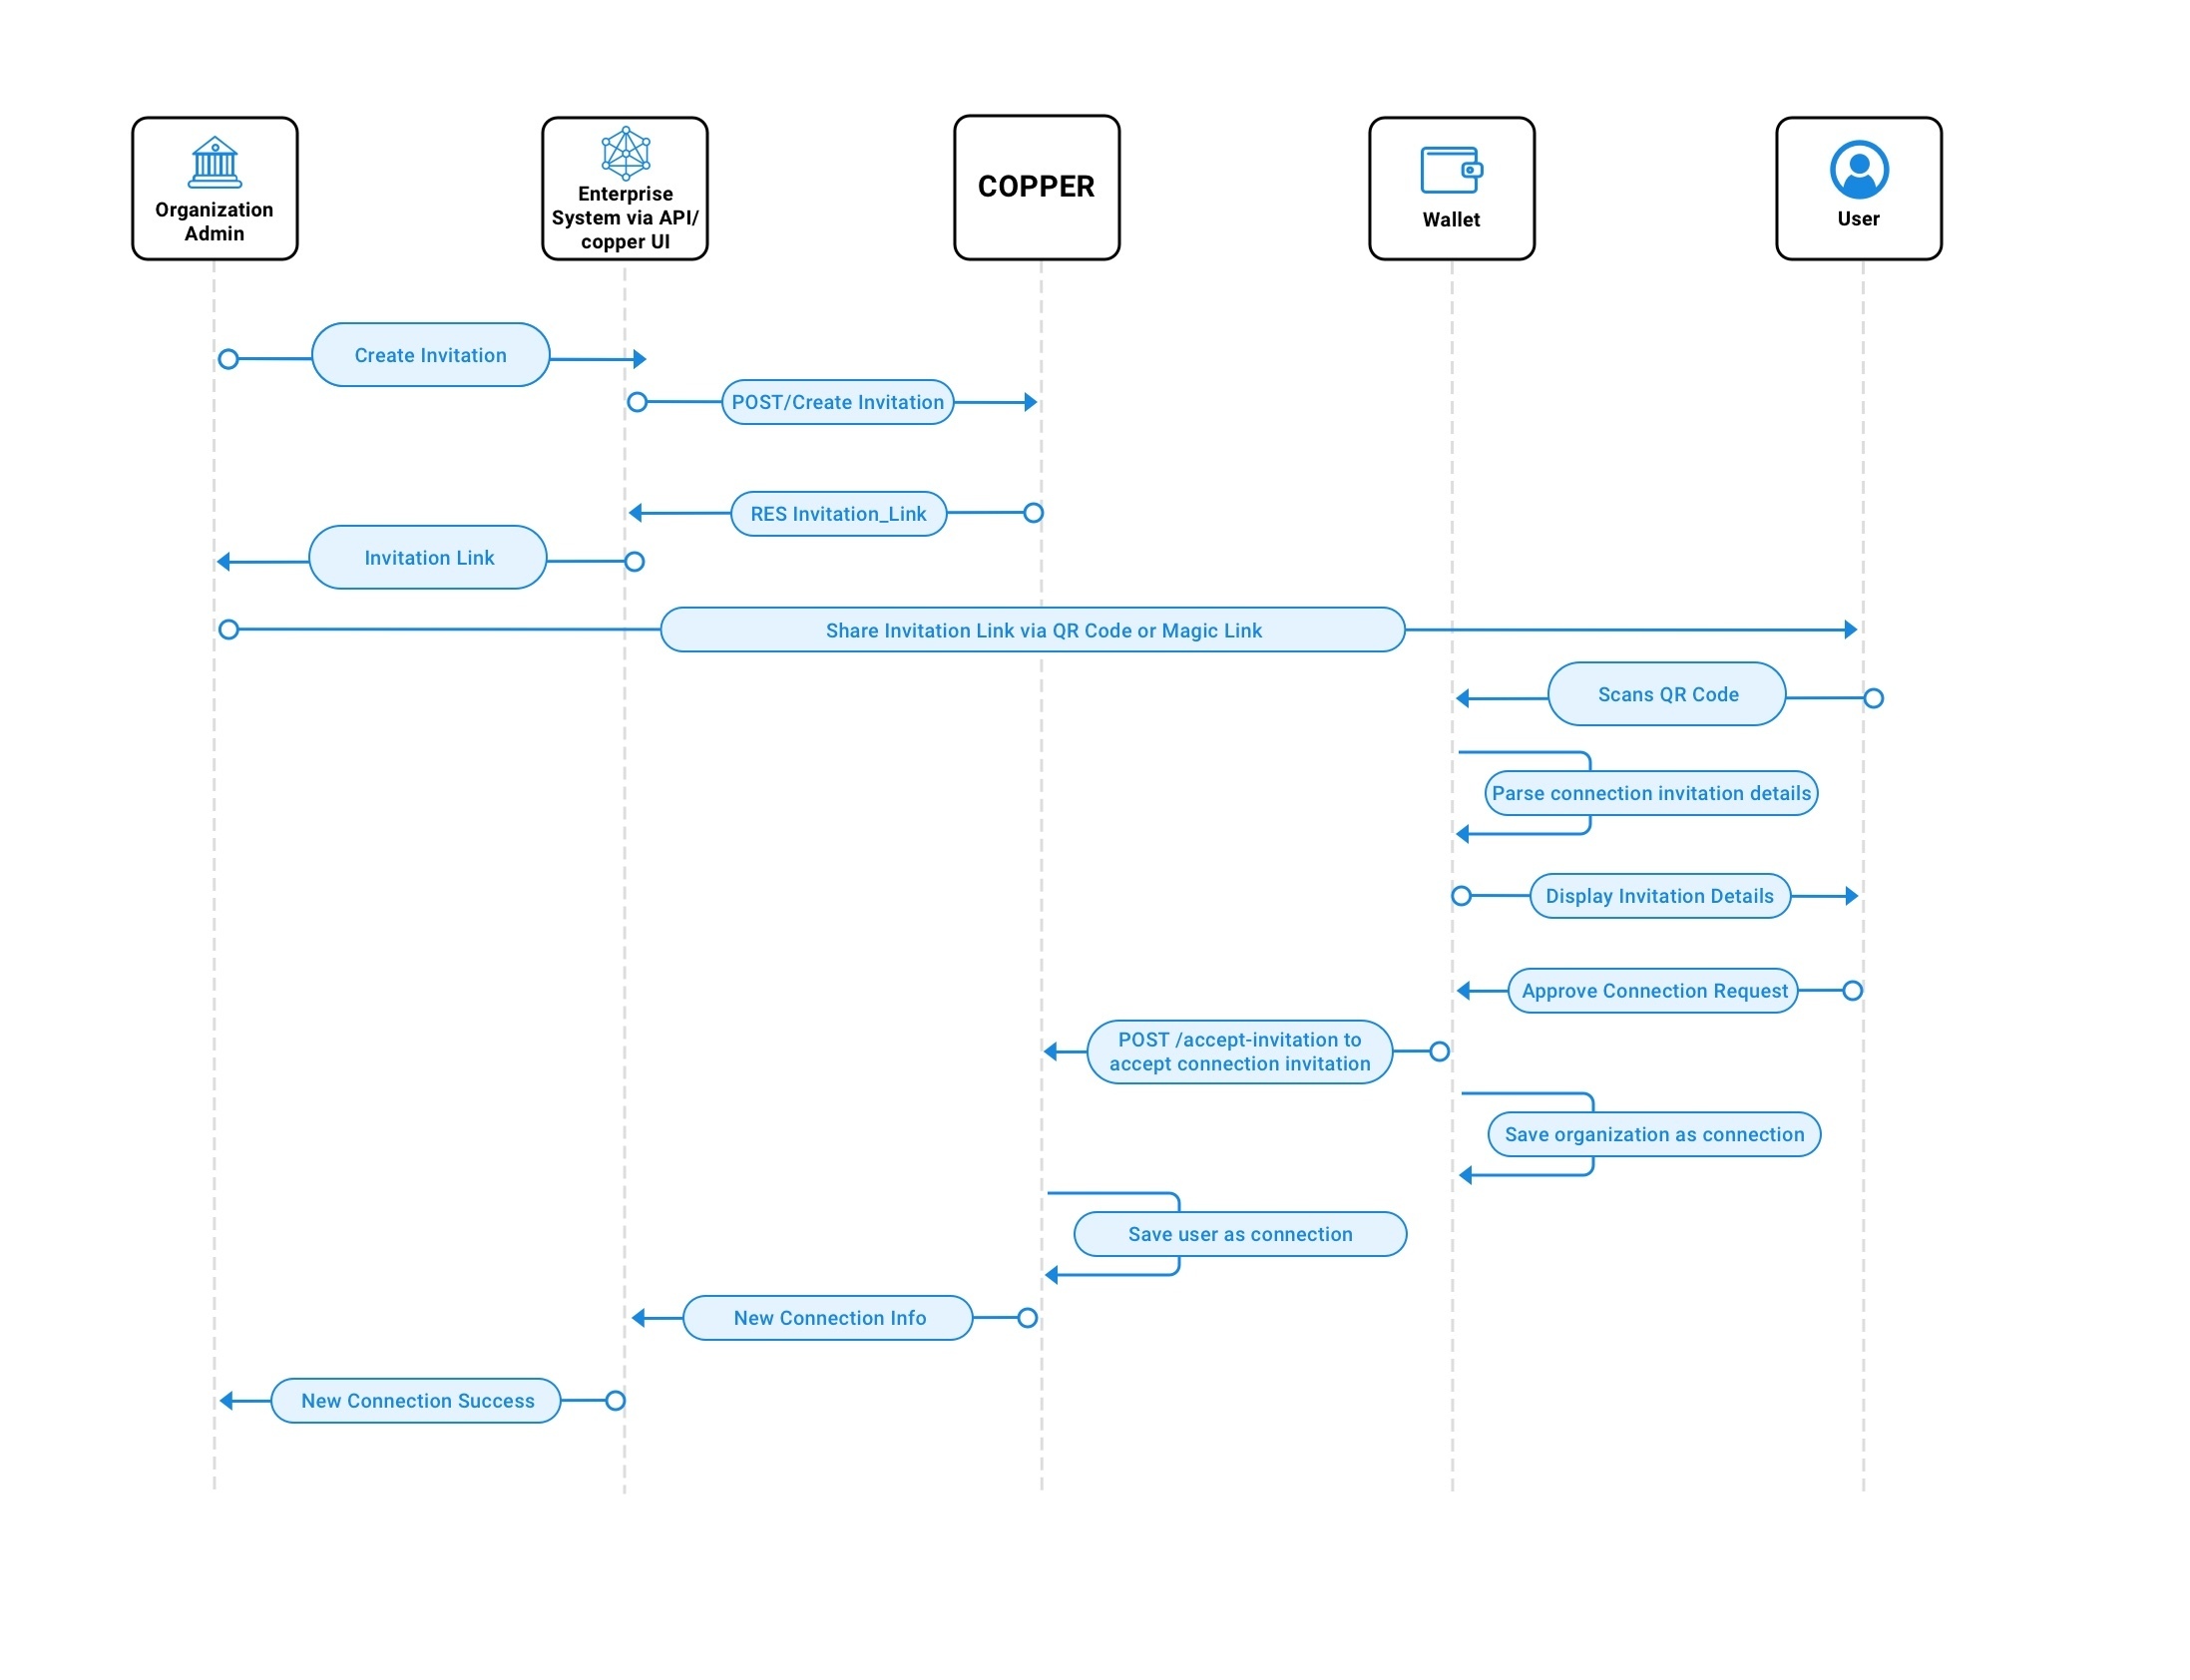 Organization
Admin
Enterprise
System via API/
copper UI
COPPER
Wallet
User
Create Invitation
POST/Create Invitation
RES Invitation_Link
Invitation Link
Share Invitation Link via QR Code or Magic Link
Scans QR Code
Parse connection invitation details
Display Invitation Details
Approve Connection Request
POST /accept-invitation to
accept connection invitation
Save organization as connection
Save user as connection
New Connection Info
New Connection Success